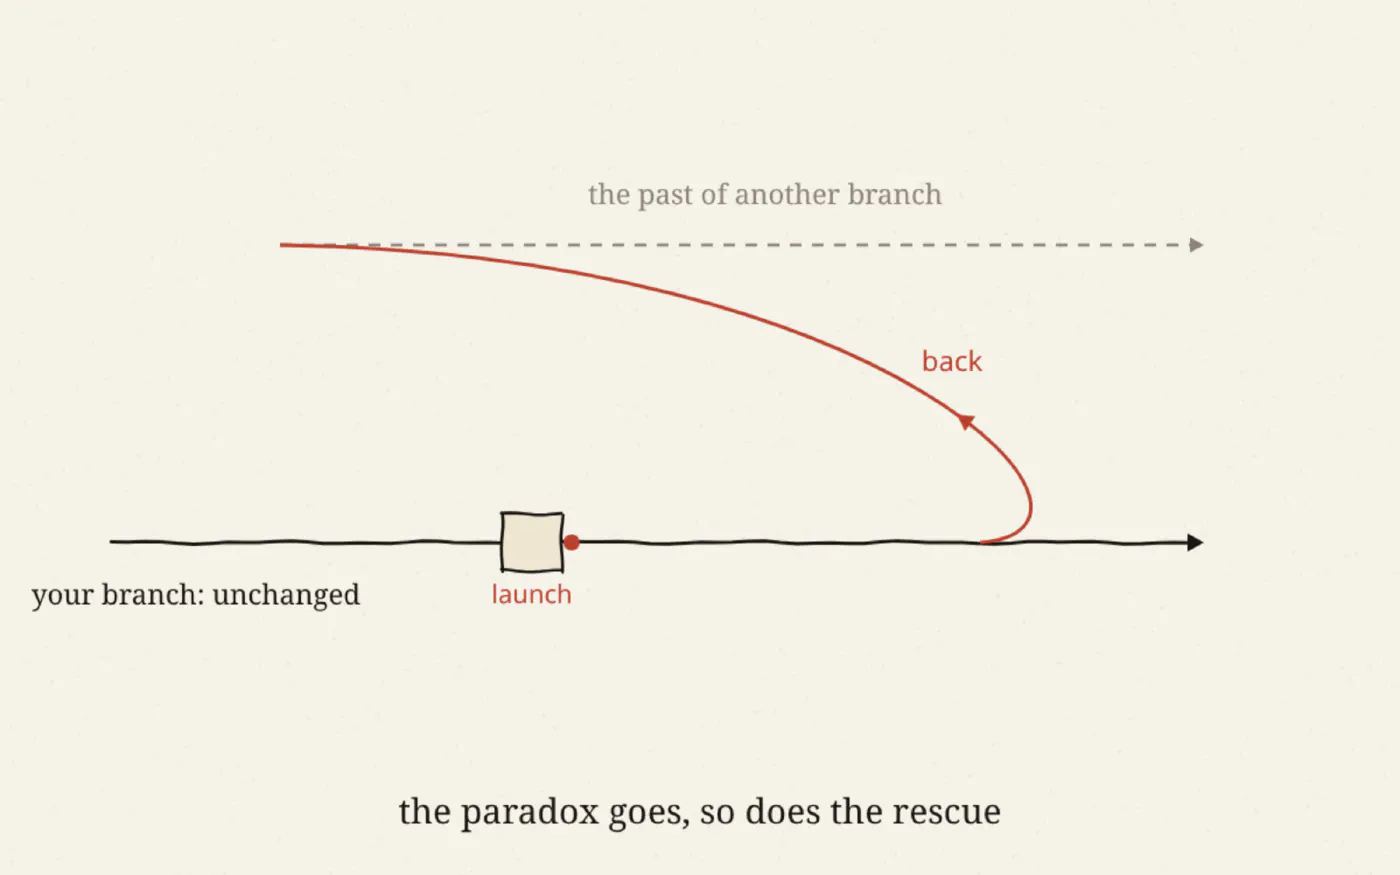 the past of another branch
back
your branch: unchanged
launch
the paradox goes, so does the rescue